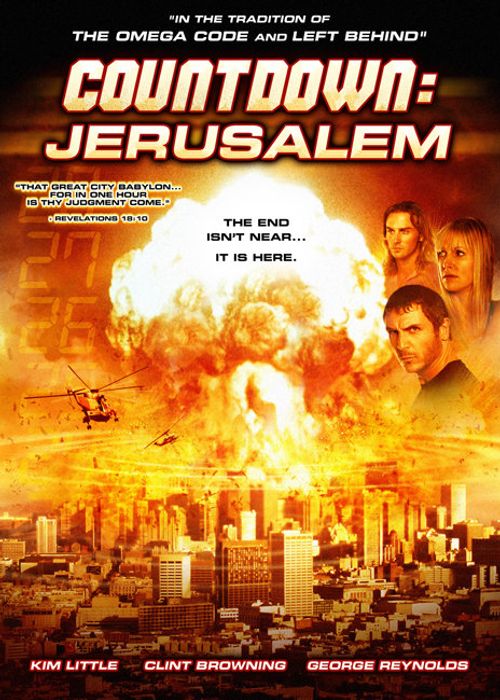 "IN THE TRADITION OF
THE OMEGA CODE AND LEFT BEHIND"
COUNTDOWN:
JERUSALEM
"THAT GREAT CITY BABYLON...
FOR IN ONE HOUR
IS THY JUDGMENT COME."
- REVELATIONS 18:10
THE END
ISN'T NEAR...
IT IS HERE.
KIM LITTLE CLINT BROWNING GEORGE REYNOLDS